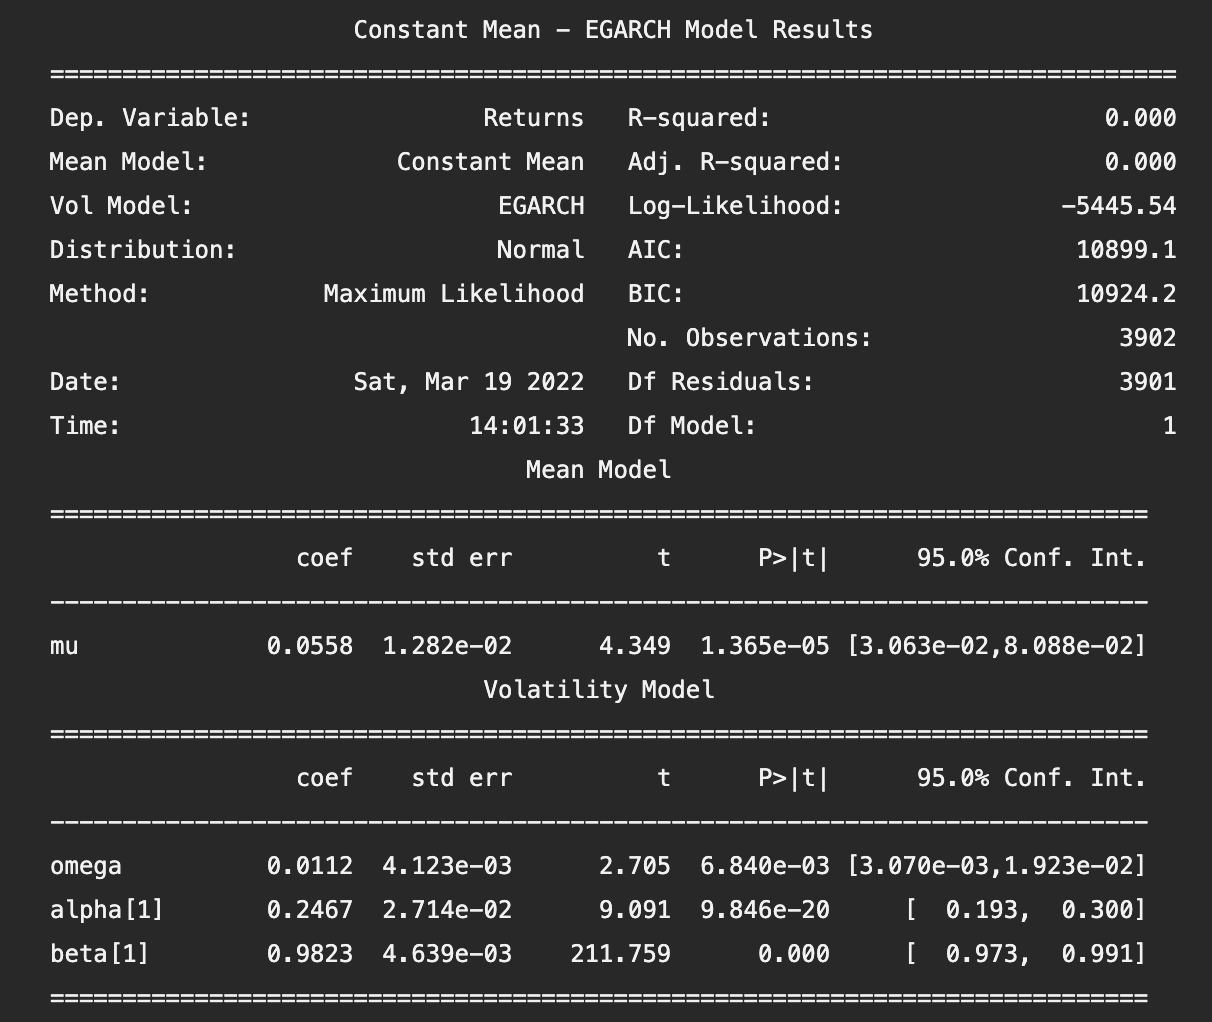 Constant Mean - EGARCH Model Results
==============================================================================
Dep. Variable:                Returns   R-squared:                       0.000
Mean Model:             Constant Mean   Adj. R-squared:                  0.000
Vol Model:                     EGARCH   Log-Likelihood:               -5445.54
Distribution:                  Normal   AIC:                           10899.1
Method:            Maximum Likelihood   BIC:                           10924.2
                                        No. Observations:                 3902
Date:                Sat, Mar 19 2022   Df Residuals:                     3901
Time:                        14:01:33   Df Model:                            1
                                 Mean Model
============================================================================
                 coef    std err          t      P>|t|      95.0% Conf. Int.
----------------------------------------------------------------------------
mu             0.0558  1.282e-02      4.349  1.365e-05 [3.063e-02,8.088e-02]
                              Volatility Model
============================================================================
                 coef    std err          t      P>|t|      95.0% Conf. Int.
----------------------------------------------------------------------------
omega          0.0112  4.123e-03      2.705  6.840e-03 [3.070e-03,1.923e-02]
alpha[1]       0.2467  2.714e-02      9.091  9.846e-20     [  0.193,  0.300]
beta[1]        0.9823  4.639e-03    211.759      0.000     [  0.973,  0.991]
============================================================================